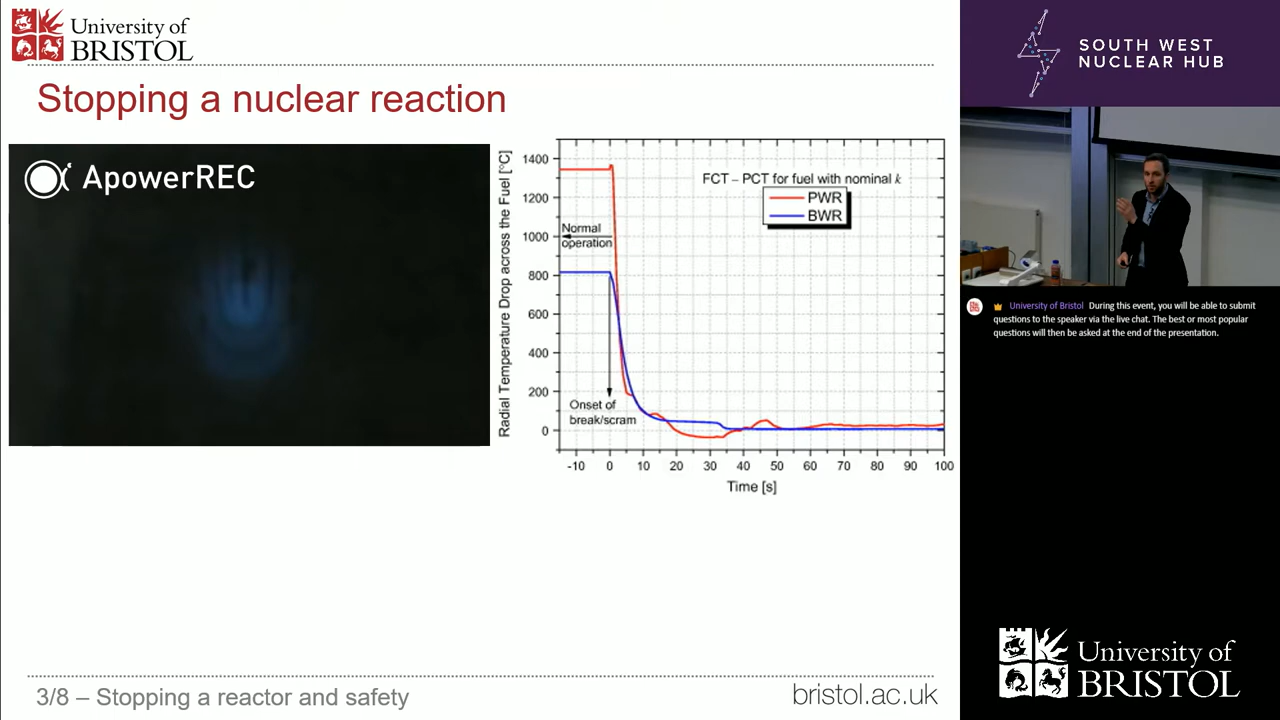 University of
BRISTOL
Stopping a nuclear reaction
ApowerREC
Radial Temperature Drop across the Fuel [°C]
1400
1200
1000
800
600
400
200
0
FCT – PCT for fuel with nominal k
PWR
BWR
Normal
operation
Onset of
break/scram
-10 0 10 20 30 40 50 60 70 80 90 100
Time [s]
3/8 – Stopping a reactor and safety
bristol.ac.uk
SOUTH WEST
NUCLEAR HUB
University of Bristol During this event, you will be able to submit
questions to the speaker via the live chat. The best or most popular
questions will then be asked at the end of the presentation.
University of
BRISTOL